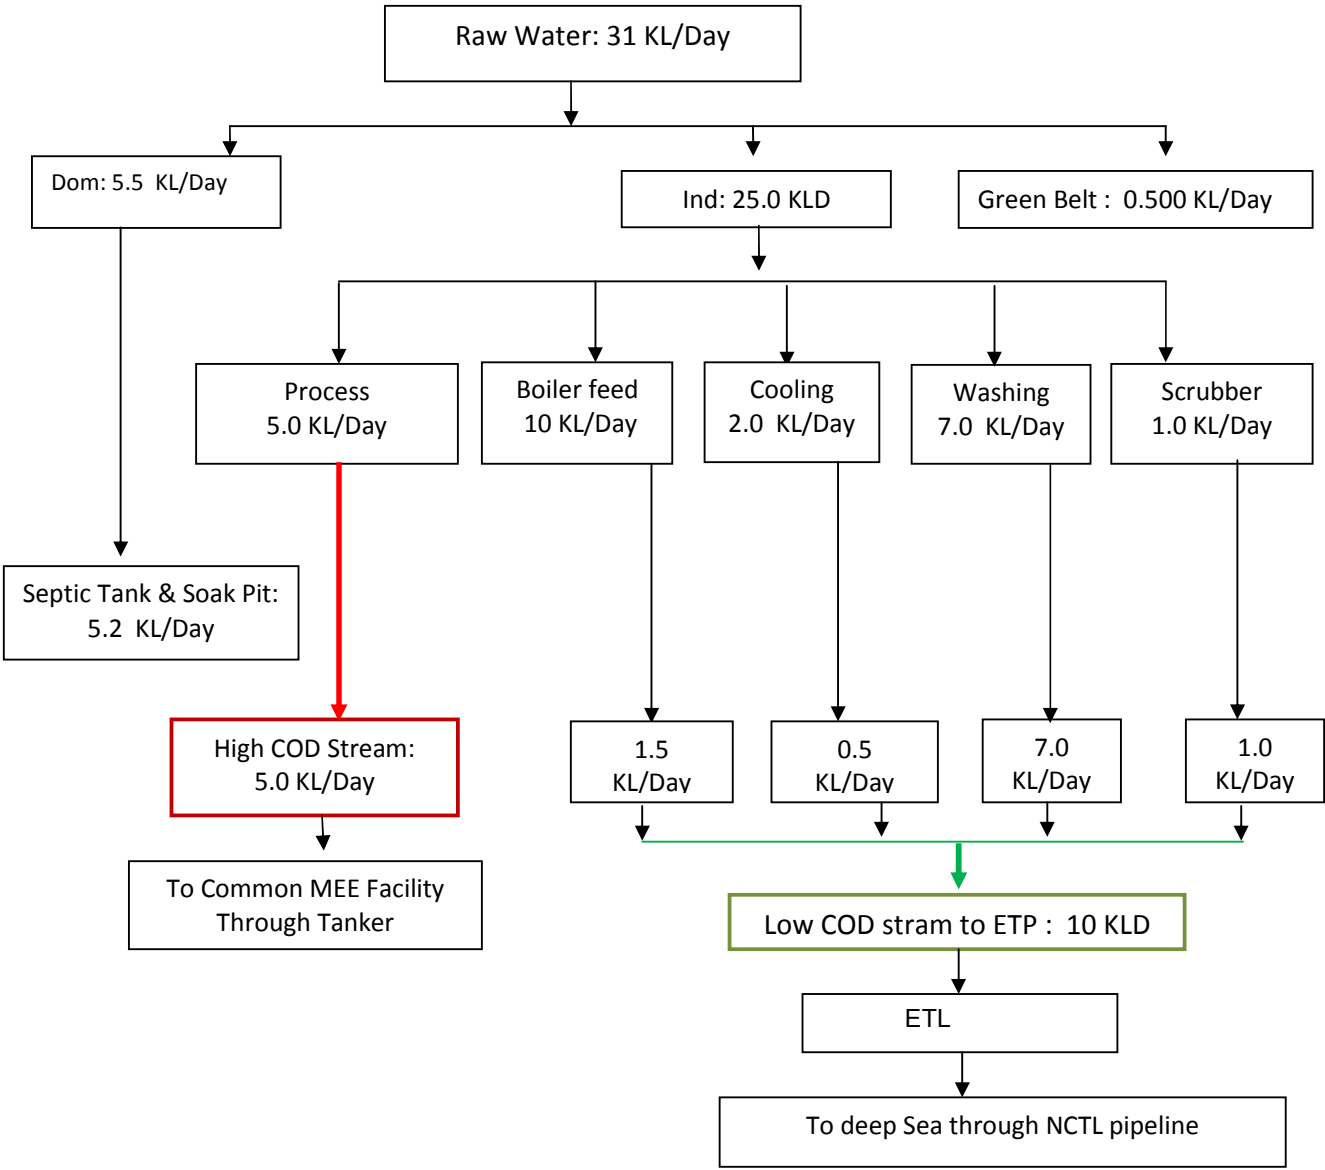 Raw Water: 31 KL/Day
Dom: 5.5 KL/Day
Ind: 25.0 KLD
Green Belt : 0.500 KL/Day
Process
5.0 KL/Day
Boiler feed
10 KL/Day
Cooling
2.0 KL/Day
Washing
7.0 KL/Day
Scrubber
1.0 KL/Day
Septic Tank & Soak Pit:
5.2 KL/Day
High COD Stream:
5.0 KL/Day
1.5
KL/Day
0.5
KL/Day
7.0
KL/Day
1.0
KL/Day
To Common MEE Facility
Through Tanker
Low COD stram to ETP : 10 KLD
ETL
To deep Sea through NCTL pipeline